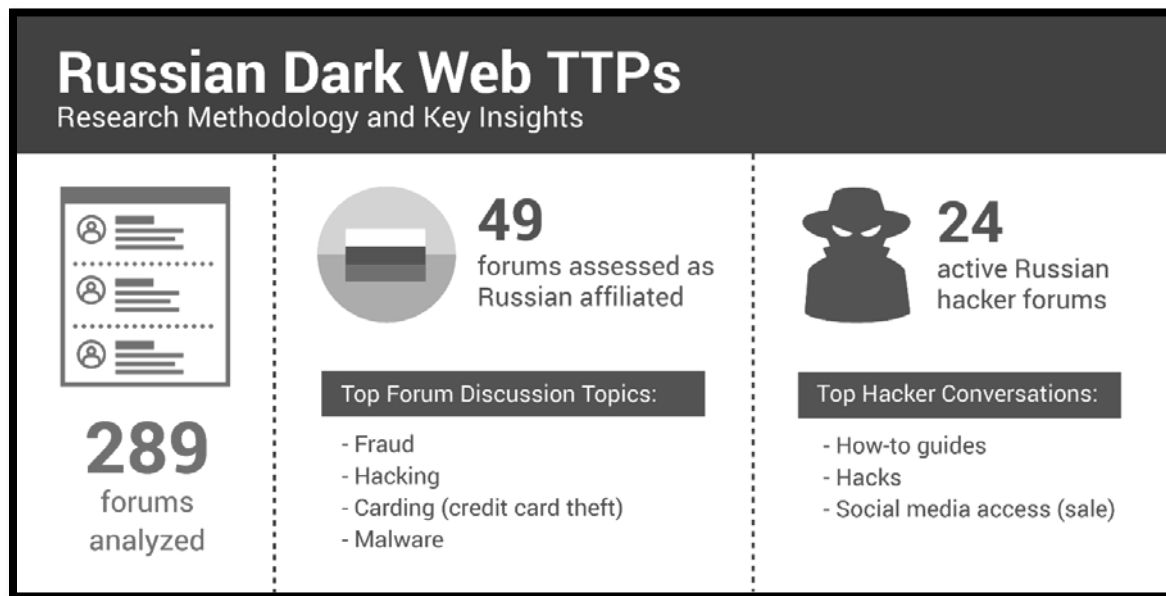 Russian Dark Web TTPs
Research Methodology and Key Insights
289
forums
analyzed
49
forums assessed as
Russian affiliated
Top Forum Discussion Topics:
- Fraud
- Hacking
- Carding (credit card theft)
- Malware
24
active Russian
hacker forums
Top Hacker Conversations:
- How-to guides
- Hacks
- Social media access (sale)